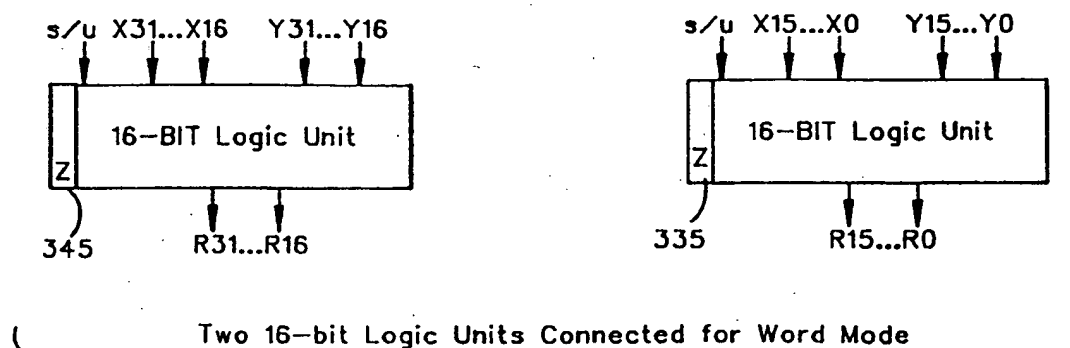 s/u X31...X16 Y31...Y16
s/u X15...X0 Y15...Y0
16-BIT Logic Unit
16-BIT Logic Unit
Z
Z
345
R31...R16
335
R15...R0
( Two 16-bit Logic Units Connected for Word Mode